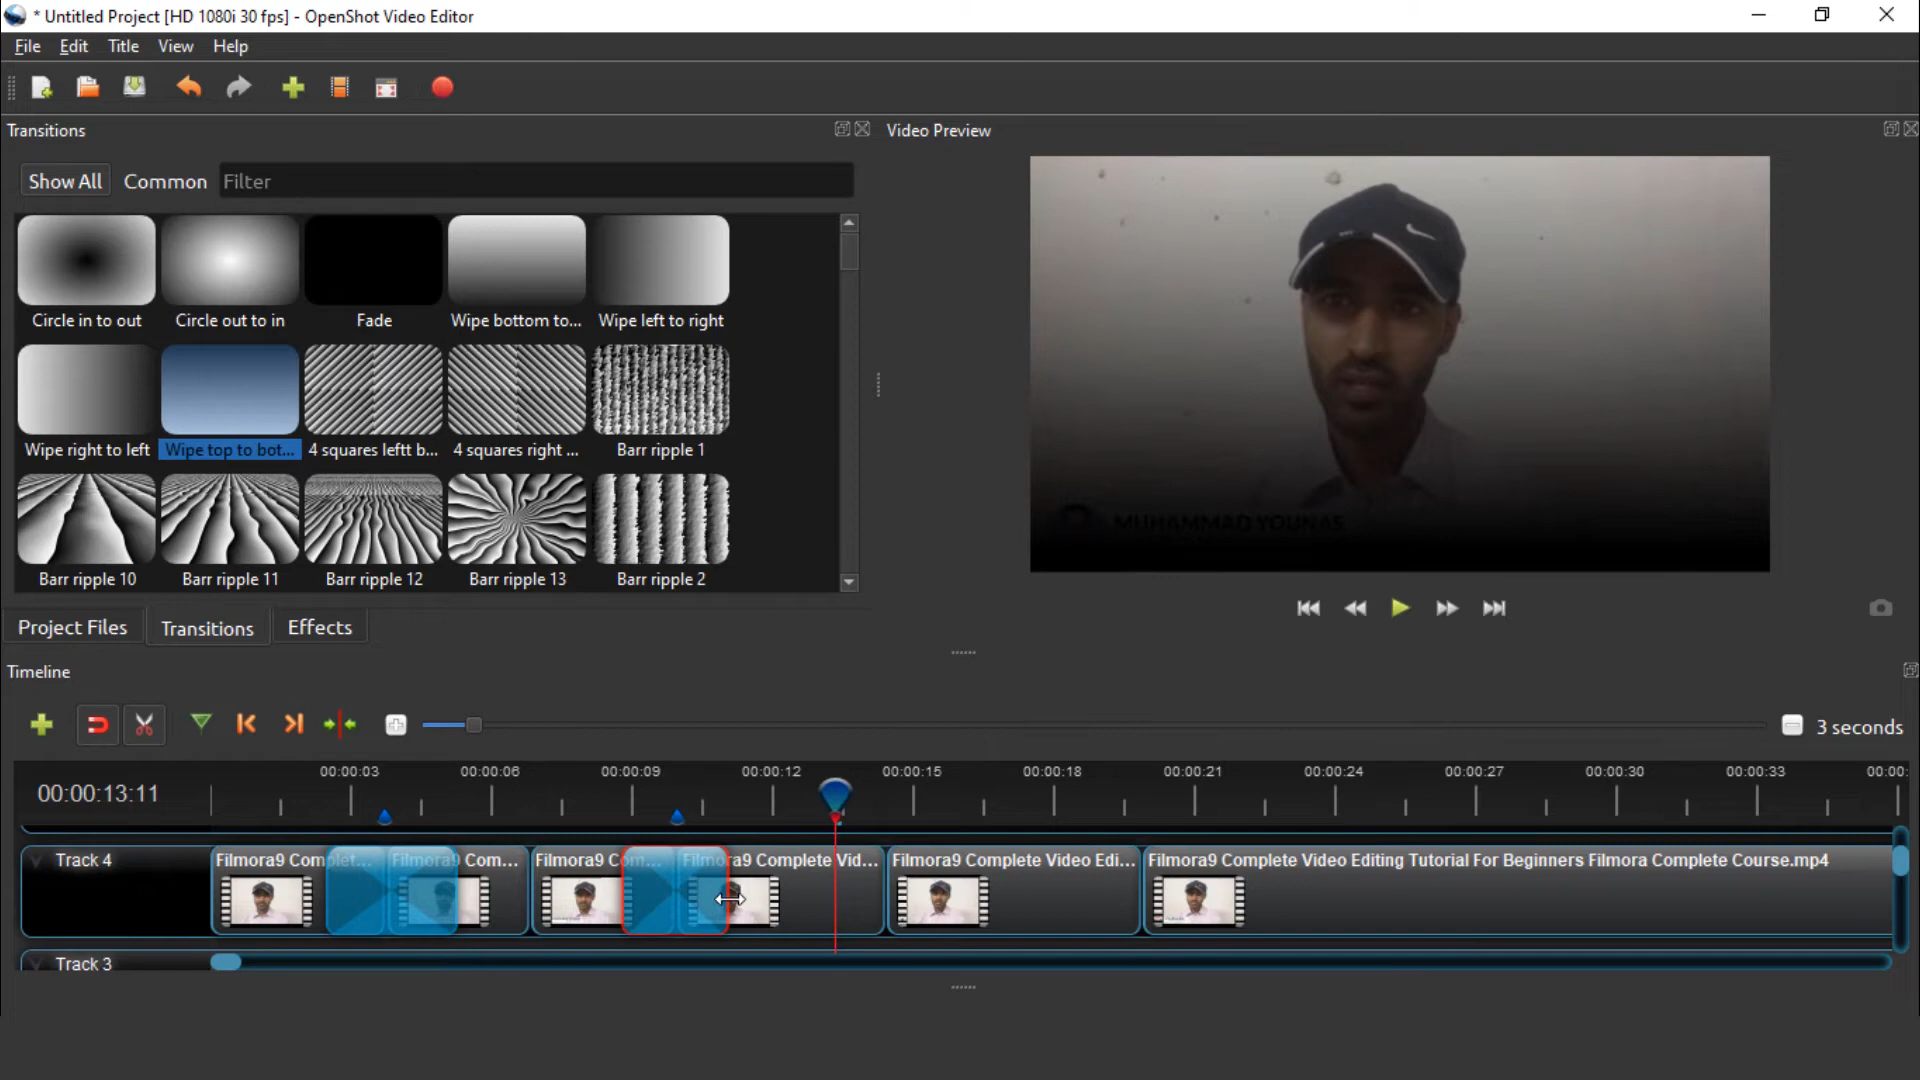 * Untitled Project [HD 1080i 30 fps] - OpenShot Video Editor
File Edit Title View Help
Transitions
Video Preview
Show All Common Filter
Circle in to out Circle out to in Fade Wipe bottom to... Wipe left to right
Wipe right to left Wipe top to bot... 4 squares leftt b... 4 squares right ... Barr ripple 1
Barr ripple 10 Barr ripple 11 Barr ripple 12 Barr ripple 13 Barr ripple 2
MUHAMMAD YOUNAS
Project Files Transitions Effects
Timeline
3 seconds
00:00:13:11
00:00:03 00:00:06 00:00:09 00:00:12 00:00:15 00:00:18 00:00:21 00:00:24 00:00:27 00:00:30 00:00:33 00:00:
Track 4
Filmora9 Complet... Filmora9 Com... Filmora9 Com... Filmora9 Complete Vid... Filmora9 Complete Video Edi... Filmora9 Complete Video Editing Tutorial For Beginners Filmora Complete Course.mp4
Track 3